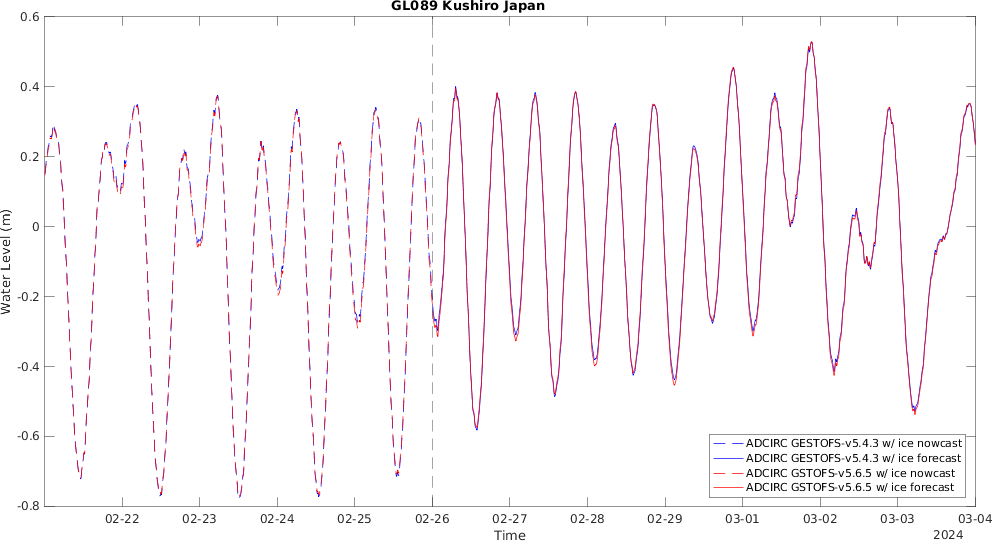 GL089 Kushiro Japan
0.6
0.4
0.2
0
-0.2
-0.4
-0.6
-0.8
Water Level (m)
ADCIRC GESTOFS-v5.4.3 w/ ice nowcast
ADCIRC GESTOFS-v5.4.3 w/ ice forecast
ADCIRC GSTOFS-v5.6.5 w/ ice nowcast
ADCIRC GSTOFS-v5.6.5 w/ ice forecast
02-22 02-23 02-24 02-25 02-26 02-27 02-28 02-29 03-01 03-02 03-03 03-04
Time
2024